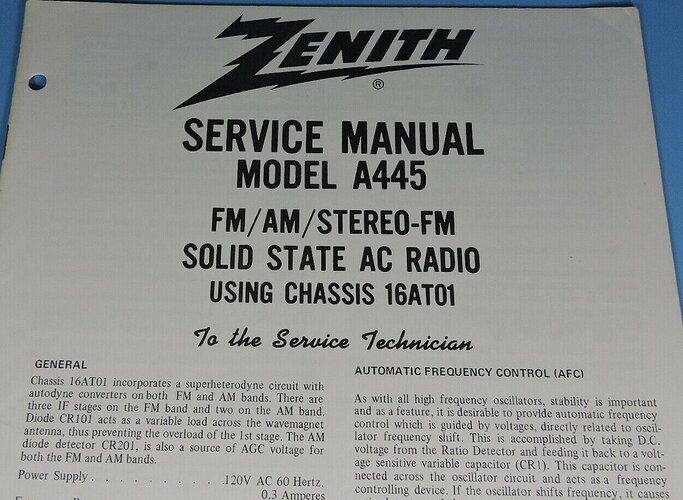 ZENITH
®
SERVICE MANUAL
MODEL A445
FM/AM/STEREO-FM
SOLID STATE AC RADIO
USING CHASSIS 16AT01
To the Service Technician
GENERAL
Chassis 16AT01 incorporates a superheterodyne circuit with
autodyne converters on both FM and AM bands. There are
three IF stages on the FM band and two on the AM band.
Diode CR101 acts as a variable load across the wavemagnet
antenna, thus preventing the overload of the 1st stage. The AM
diode detector CR201, is also a source of AGC voltage for
both the FM and AM bands.
Power Supply . . . . . . . . . . . . . .120V AC 60 Hertz,
0.3 Amperes
AUTOMATIC FREQUENCY CONTROL (AFC)
As with all high frequency oscillators, stability is important
and as a feature, it is desirable to provide automatic frequency
control which is guided by voltages, directly related to oscil-
lator frequency shift. This is accomplished by taking D.C.
voltage from the Ratio Detector and feeding it back to a volt-
age sensitive variable capacitor (CR1). This capacitor is con-
nected across the oscillator circuit and acts as a frequency
controlling device. If the oscillator shifts frequency, it causes